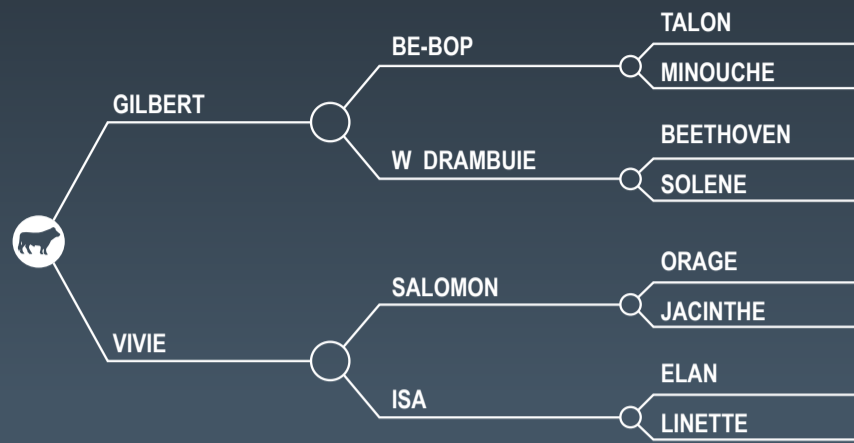 TALON
BE-BOP
MINOUCHE
GILBERT
BEETHOVEN
W DRAMBUIE
SOLENE
ORAGE
SALOMON
JACINTHE
VIVIE
ELAN
ISA
LINETTE